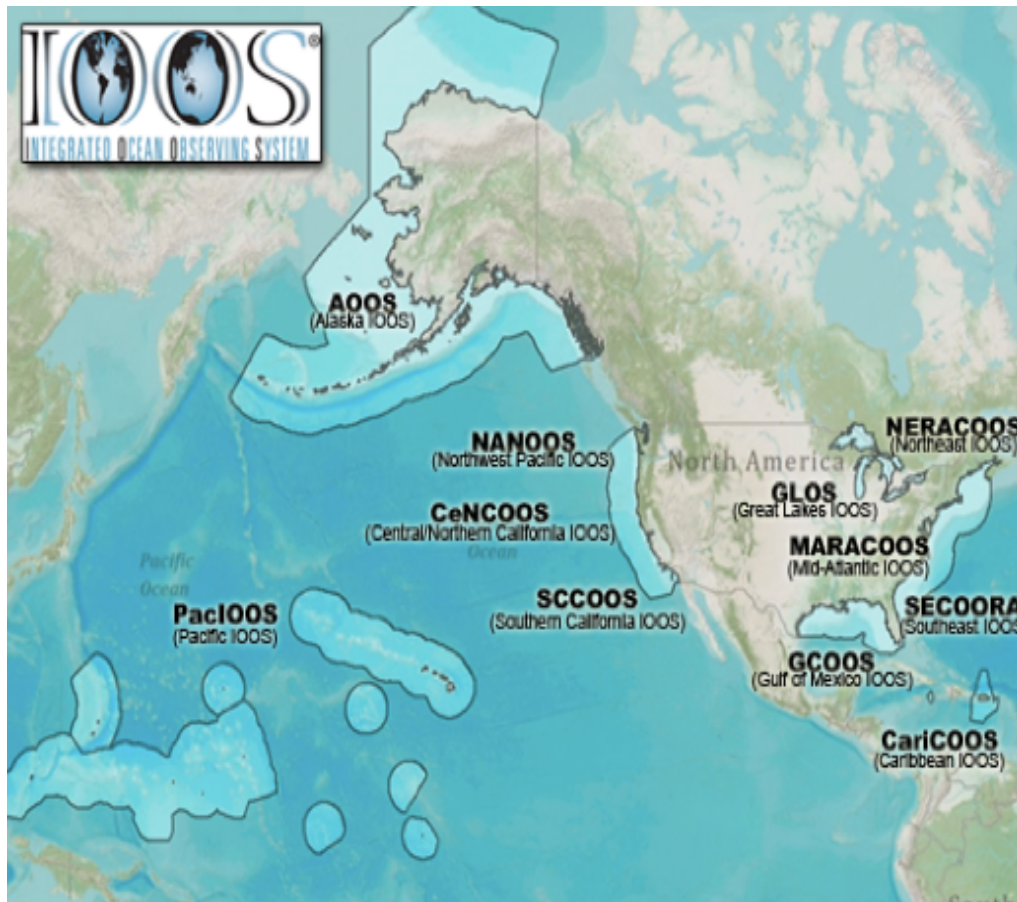 IOOS®
INTEGRATED OCEAN OBSERVING SYSTEM
AOOS
(Alaska IOOS)
NERACOOS
(Northeast IOOS)
NANOOS
(Northwest Pacific IOOS)
North America
GLOS
(Great Lakes IOOS)
CeNCOOS
(Central/Northern California IOOS)
Ocean
MARACOOS
(Mid-Atlantic IOOS)
Pacific
Ocean
SCCOOS
(Southern California IOOS)
SECOORA
(Southeast IOOS
PacIOOS
(Pacific IOOS)
GCOOS
(Gulf of Mexico IOOS)
CariCOOS
(Caribbean IOOS)